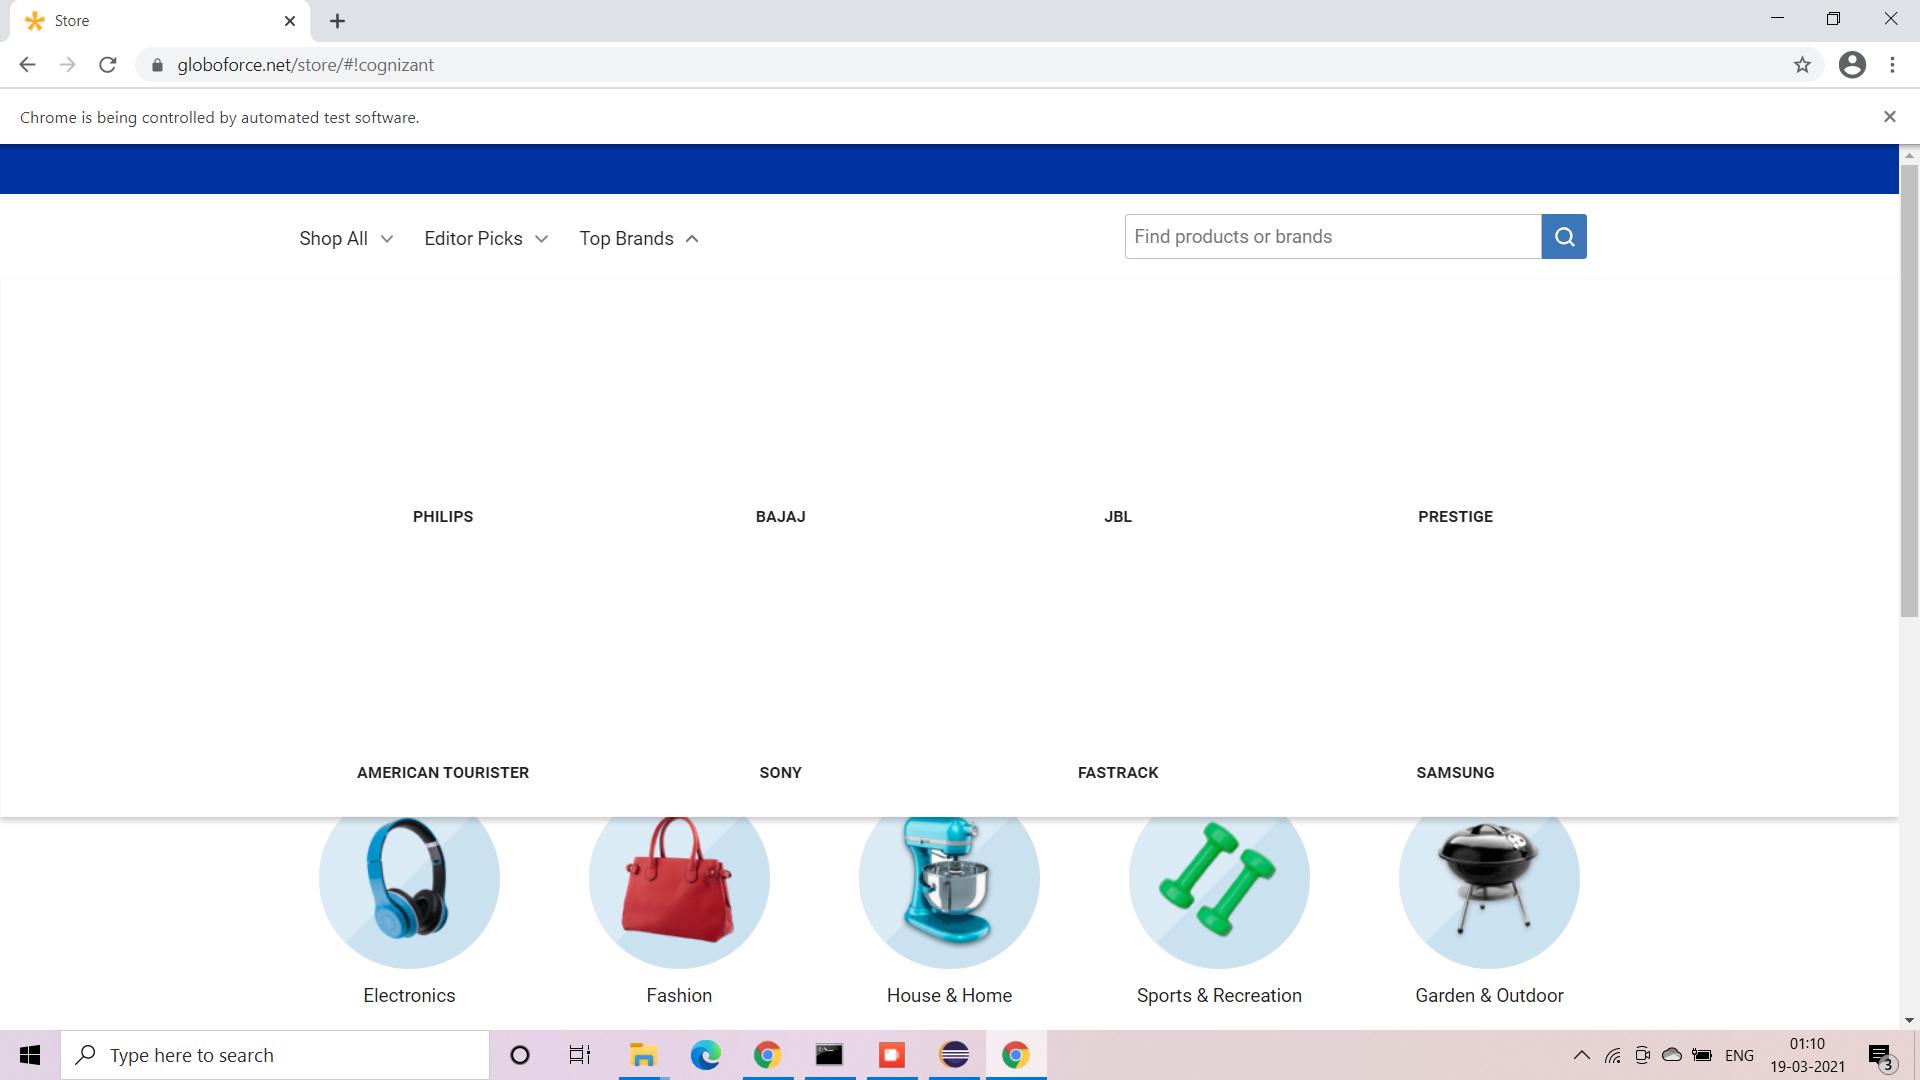 Store
globoforce.net/store/#!cognizant
Chrome is being controlled by automated test software.
Shop All
Editor Picks
Top Brands
Find products or brands
PHILIPS
BAJAJ
JBL
PRESTIGE
AMERICAN TOURISTER
SONY
FASTRACK
SAMSUNG
Electronics
Fashion
House & Home
Sports & Recreation
Garden & Outdoor
Type here to search
ENG
01:10
19-03-2021
3